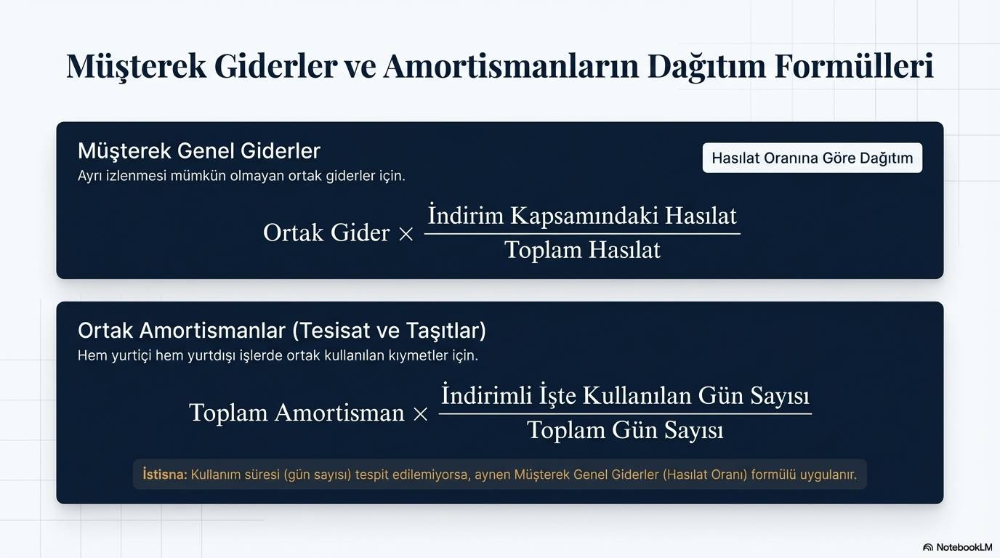 Müşterek Giderler ve Amortismanların Dağıtım Formülleri
Müşterek Genel Giderler
Ayrı izlenmesi mümkün olmayan ortak giderler için.
Hasılat Oranına Göre Dağıtım
Ortak Gider × İndirim Kapsamındaki Hasılat
Toplam Hasılat
Ortak Amortismanlar (Tesisat ve Taşıtlar)
Hem yurtiçi hem yurtdışı işlerde ortak kullanılan kıymetler için.
Toplam Amortisman × İndirimli İşte Kullanılan Gün Sayısı
Toplam Gün Sayısı
İstisna: Kullanım süresi (gün sayısı) tespit edilemiyorsa, aynen Müşterek Genel Giderler (Hasılat Oranı) formülü uygulanır.
NotebookLM